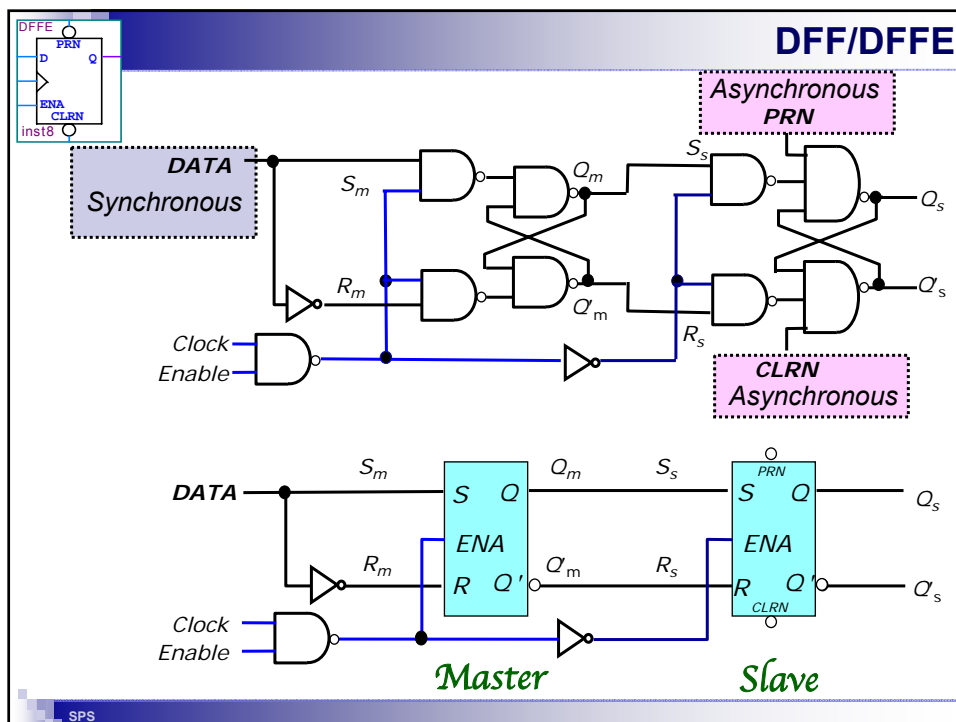 DFF/DFFE
DFFE
PRN
D Q
ENA
CLRN
inst8
Asynchronous
PRN
DATA
Synchronous
Sm
Qm
Ss
Qs
Rm
Q'm
Rs
Q's
Clock
Enable
CLRN
Asynchronous
DATA
Sm
S Q
Qm
Ss
PRN
S Q
Qs
ENA
ENA
Rm
R Q'
Q'm
Rs
R Q'
CLRN
Q's
Clock
Enable
Master
Slave
SPS